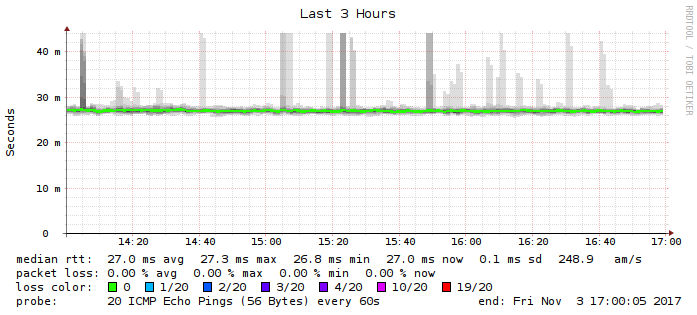 Last 3 Hours
RRDTOOL / TOBI OETIKER
Seconds
40 m
30 m
20 m
10 m
0
14:20 14:40 15:00 15:20 15:40 16:00 16:20 16:40 17:00
median rtt: 27.0 ms avg 27.3 ms max 26.8 ms min 27.0 ms now 0.1 ms sd 248.9 am/s
packet loss: 0.00 % avg 0.00 % max 0.00 % min 0.00 % now
loss color: 0 1/20 2/20 3/20 4/20 10/20 19/20
probe: 20 ICMP Echo Pings (56 Bytes) every 60s end: Fri Nov 3 17:00:05 2017